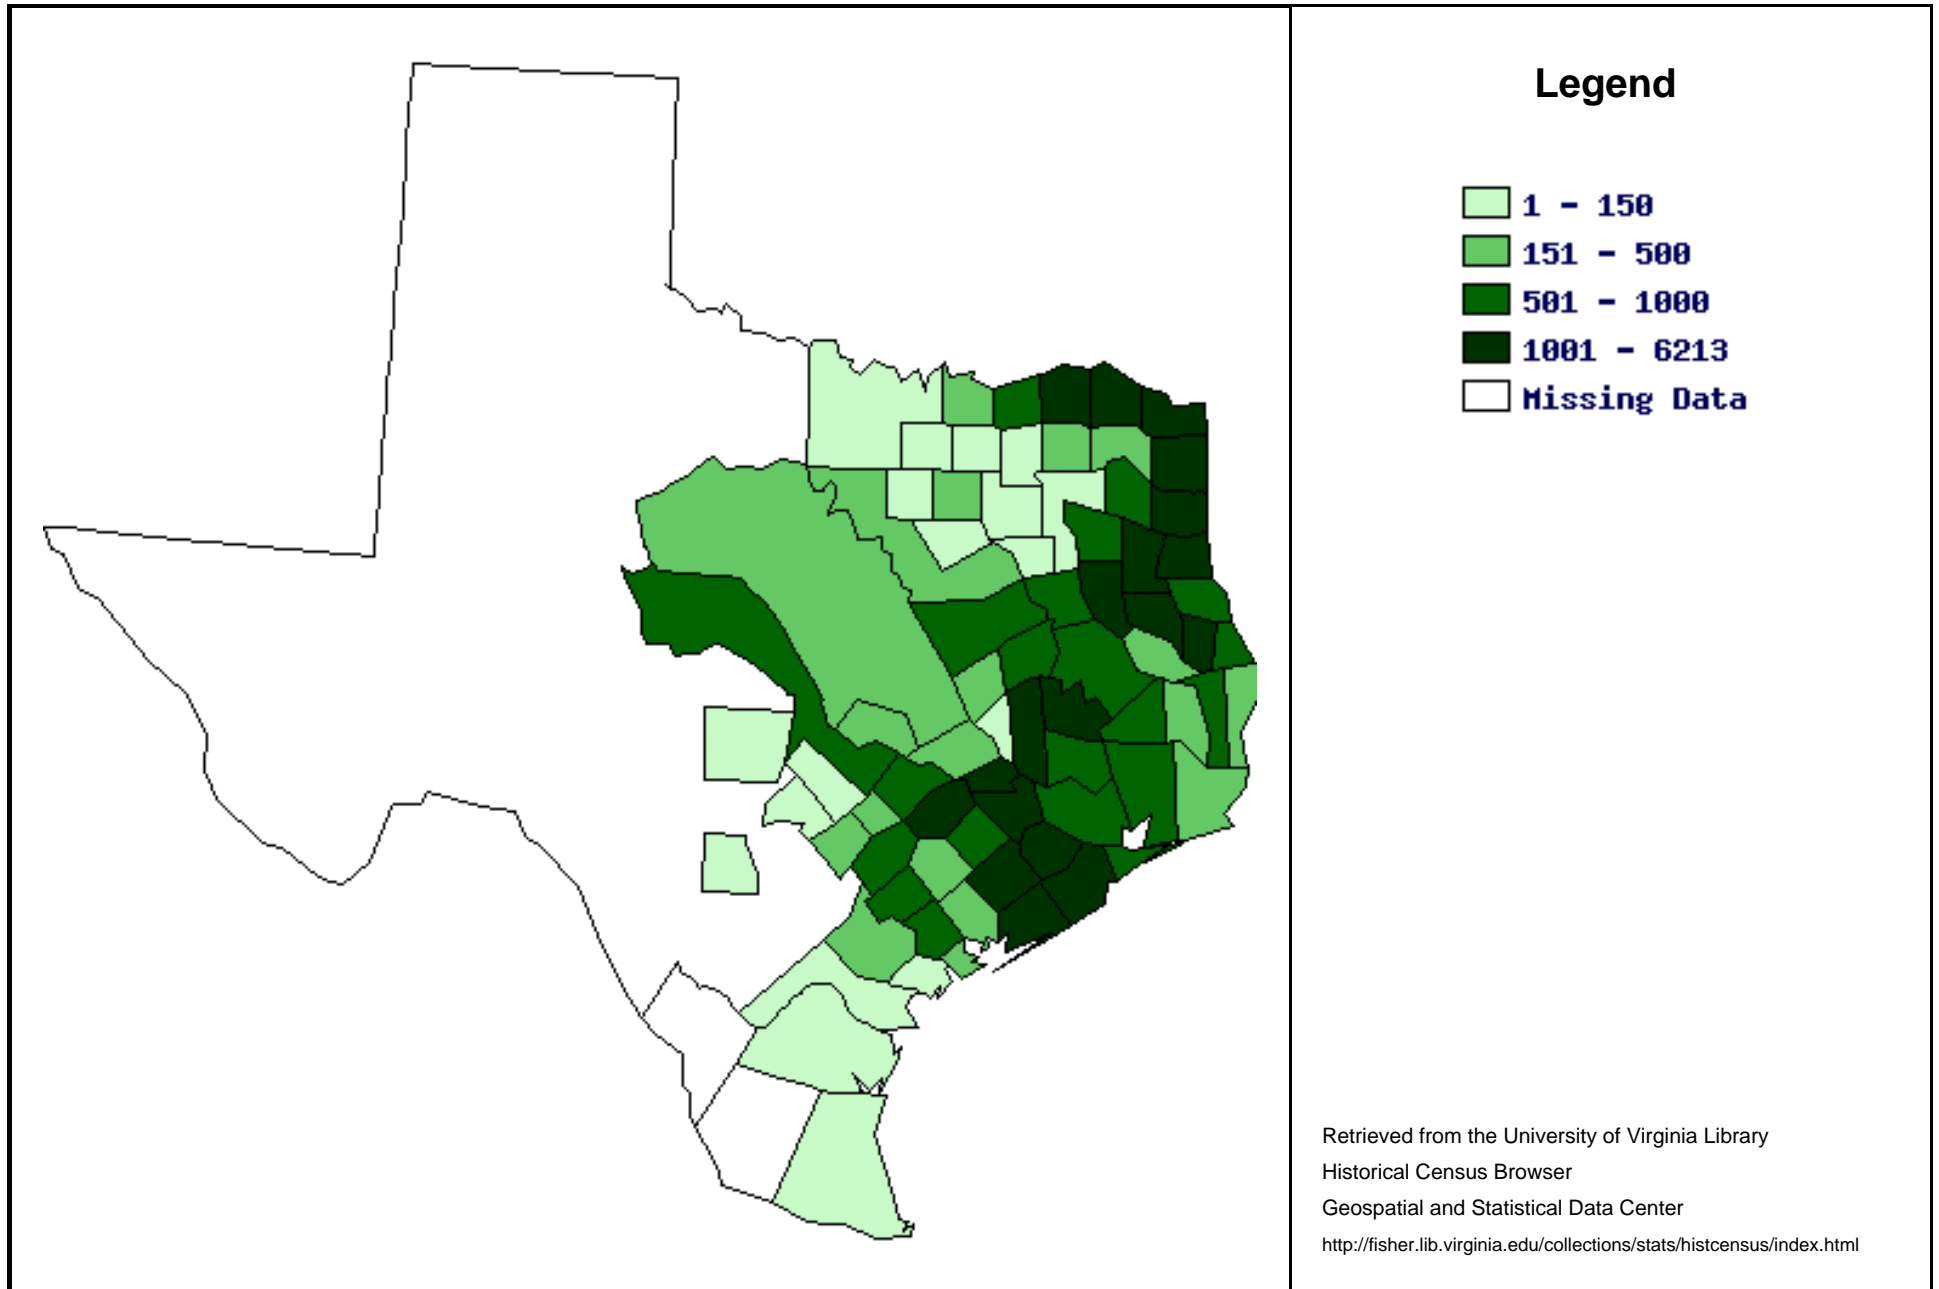 Legend
1 - 150
151 - 500
501 - 1000
1001 - 6213
Missing Data
Retrieved from the University of Virginia Library
Historical Census Browser
Geospatial and Statistical Data Center
http://fisher.lib.virginia.edu/collections/stats/histcensus/index.html